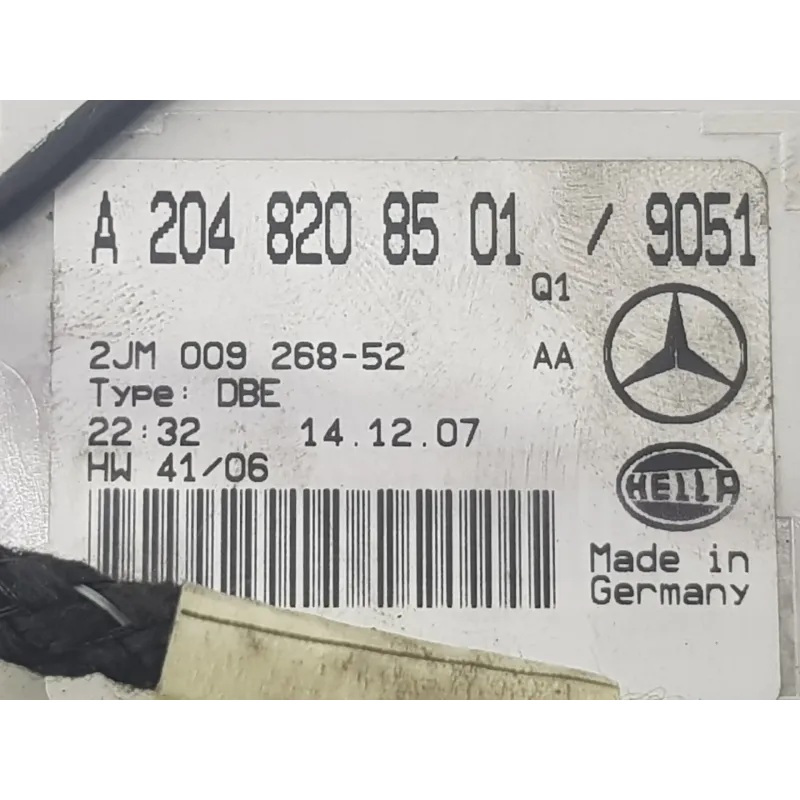 A 204 820 85 01 / 9051
Q1
2JM 009 268-52 AA
Type: DBE
22:32 14.12.07
HW 41/06
HELLA
Made in
Germany